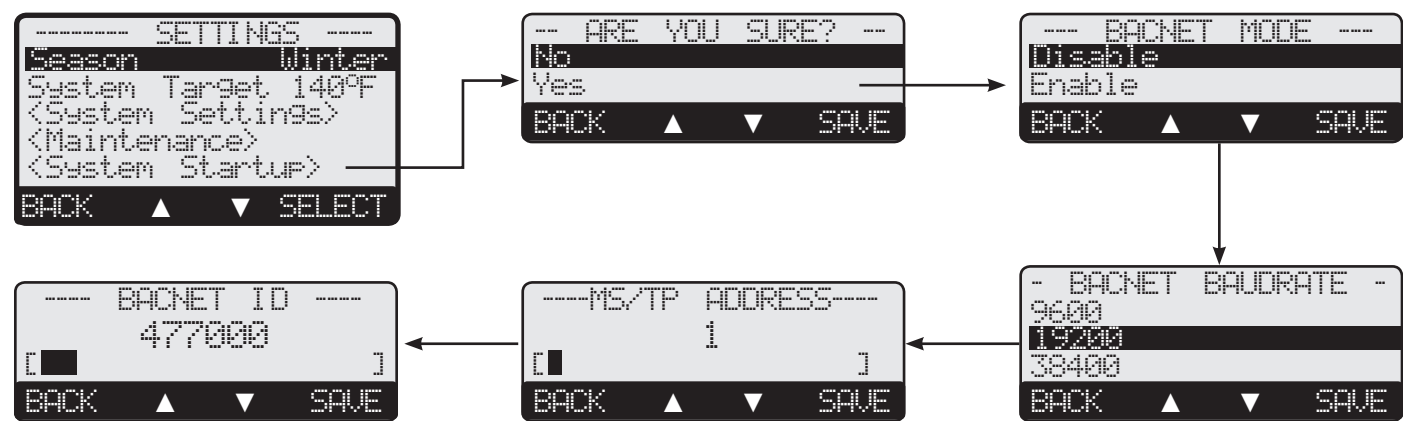 -------- SETTINGS ----
Season Winter
System Target 140°F
<System Settings>
<Maintenance>
<System Startup>
BACK ▲ ▼ SELECT
-- ARE YOU SURE? --
No
Yes
BACK ▲ ▼ SAVE
--- BACNET MODE ---
Disable
Enable
BACK ▲ ▼ SAVE
- BACNET BAUDRATE -
9600
19200
38400
BACK ▲ ▼ SAVE
----MS/TP ADDRESS----
1
[ ]
BACK ▲ ▼ SAVE
---- BACNET ID ----
477000
[ ]
BACK ▲ ▼ SAVE